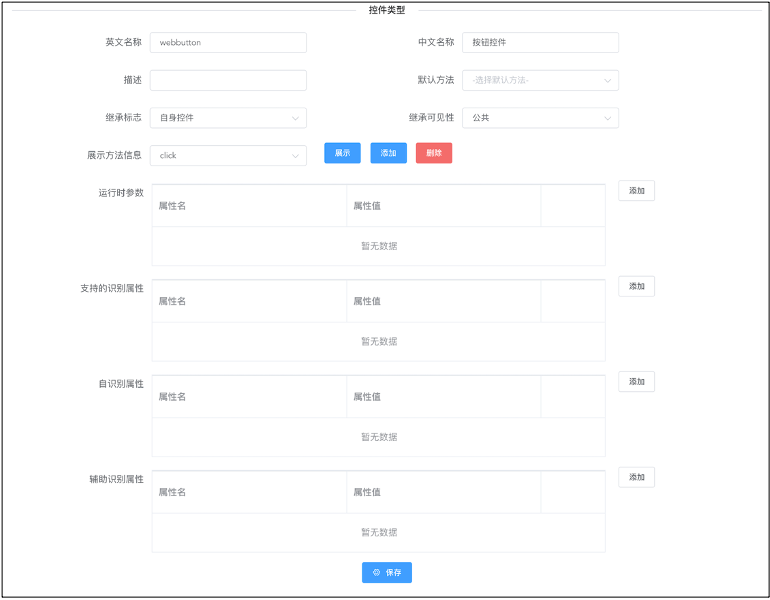 控件类型
英文名称 webbutton 中文名称 按钮控件
描述 默认方法 -选择默认方法-
继承标志 自身控件 继承可见性 公共
展示方法信息 click 展示 添加 删除
运行时参数 添加
属性名 属性值
暂无数据
支持的识别属性 添加
属性名 属性值
暂无数据
自识别属性 添加
属性名 属性值
暂无数据
辅助识别属性 添加
属性名 属性值
暂无数据
保存